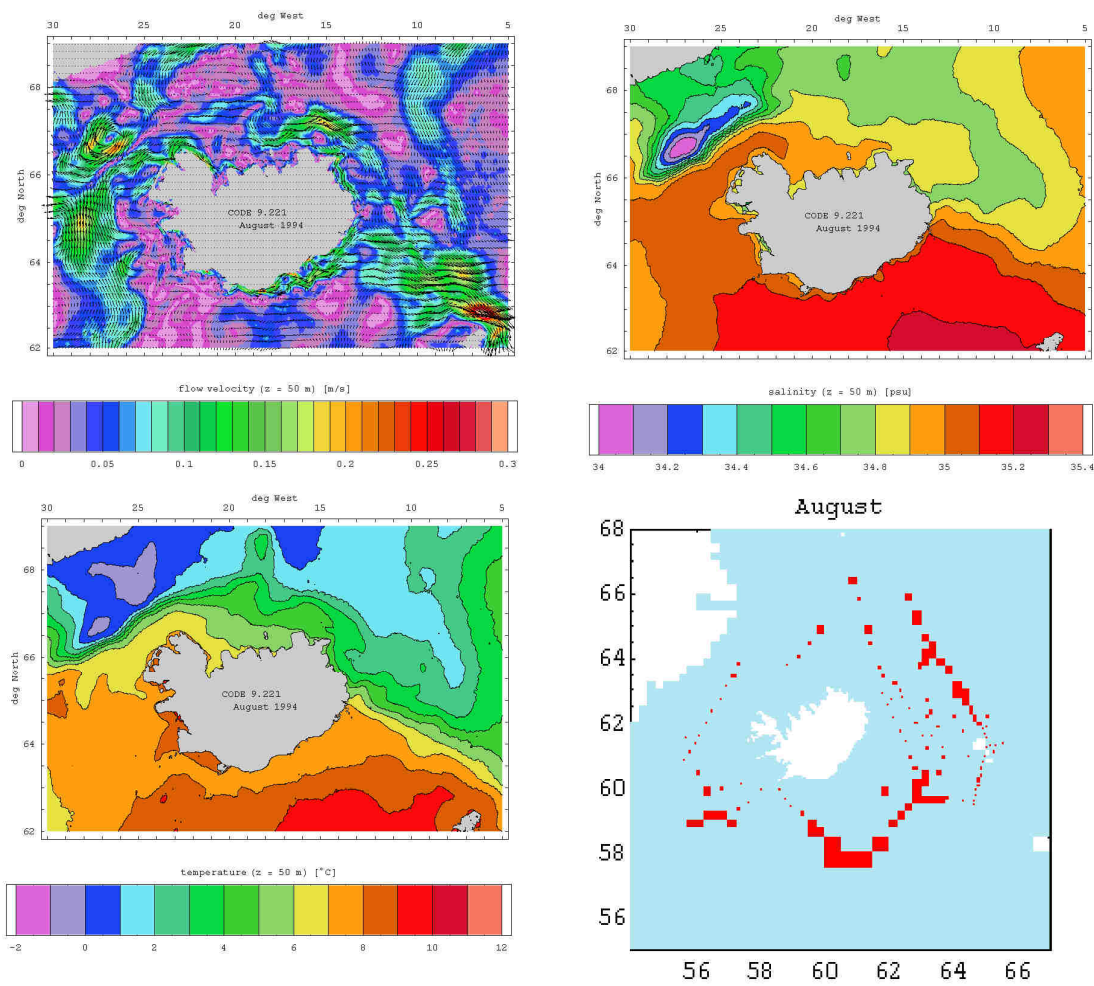 deg West
30 25 20 15 10 5
68
66
64
62
deg North
CODE 9.221
August 1994
flow velocity (z = 50 m) [m/s]
0 0.05 0.1 0.15 0.2 0.25 0.3
deg West
30 25 20 15 10 5
68
66
64
62
deg North
CODE 9.221
August 1994
salinity (z = 50 m) [psu]
34 34.2 34.4 34.6 34.8 35 35.2 35.4
deg West
30 25 20 15 10 5
68
66
64
62
deg North
CODE 9.221
August 1994
temperature (z = 50 m) [°C]
-2 0 2 4 6 8 10 12
August
68
66
64
62
60
58
56
56 58 60 62 64 66